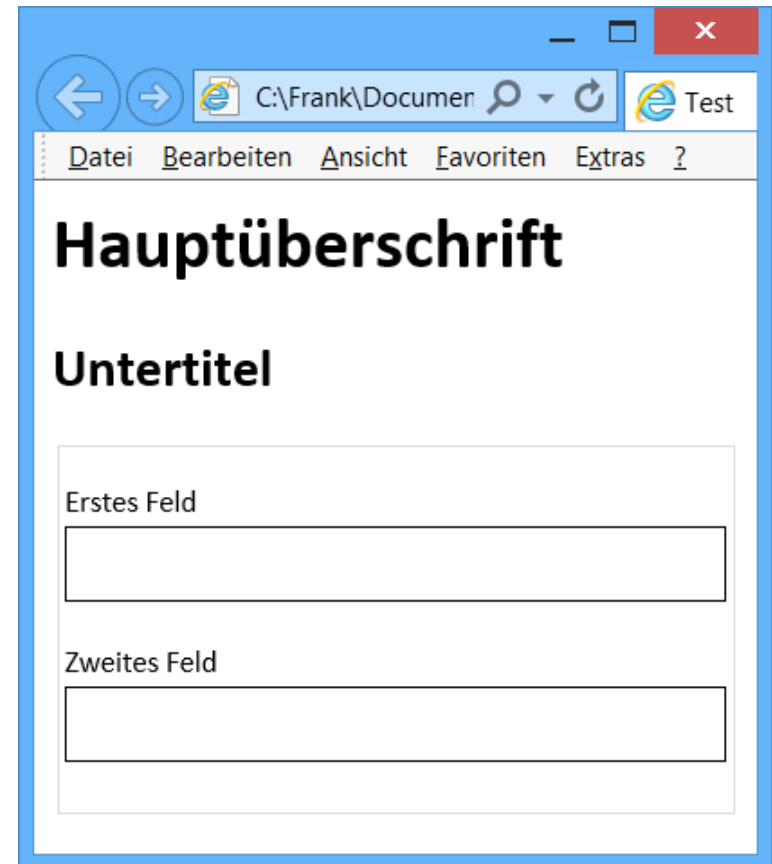 C:\Frank\Documen
Test
Datei Bearbeiten Ansicht Favoriten Extras ?
Hauptüberschrift
Untertitel
Erstes Feld
Zweites Feld